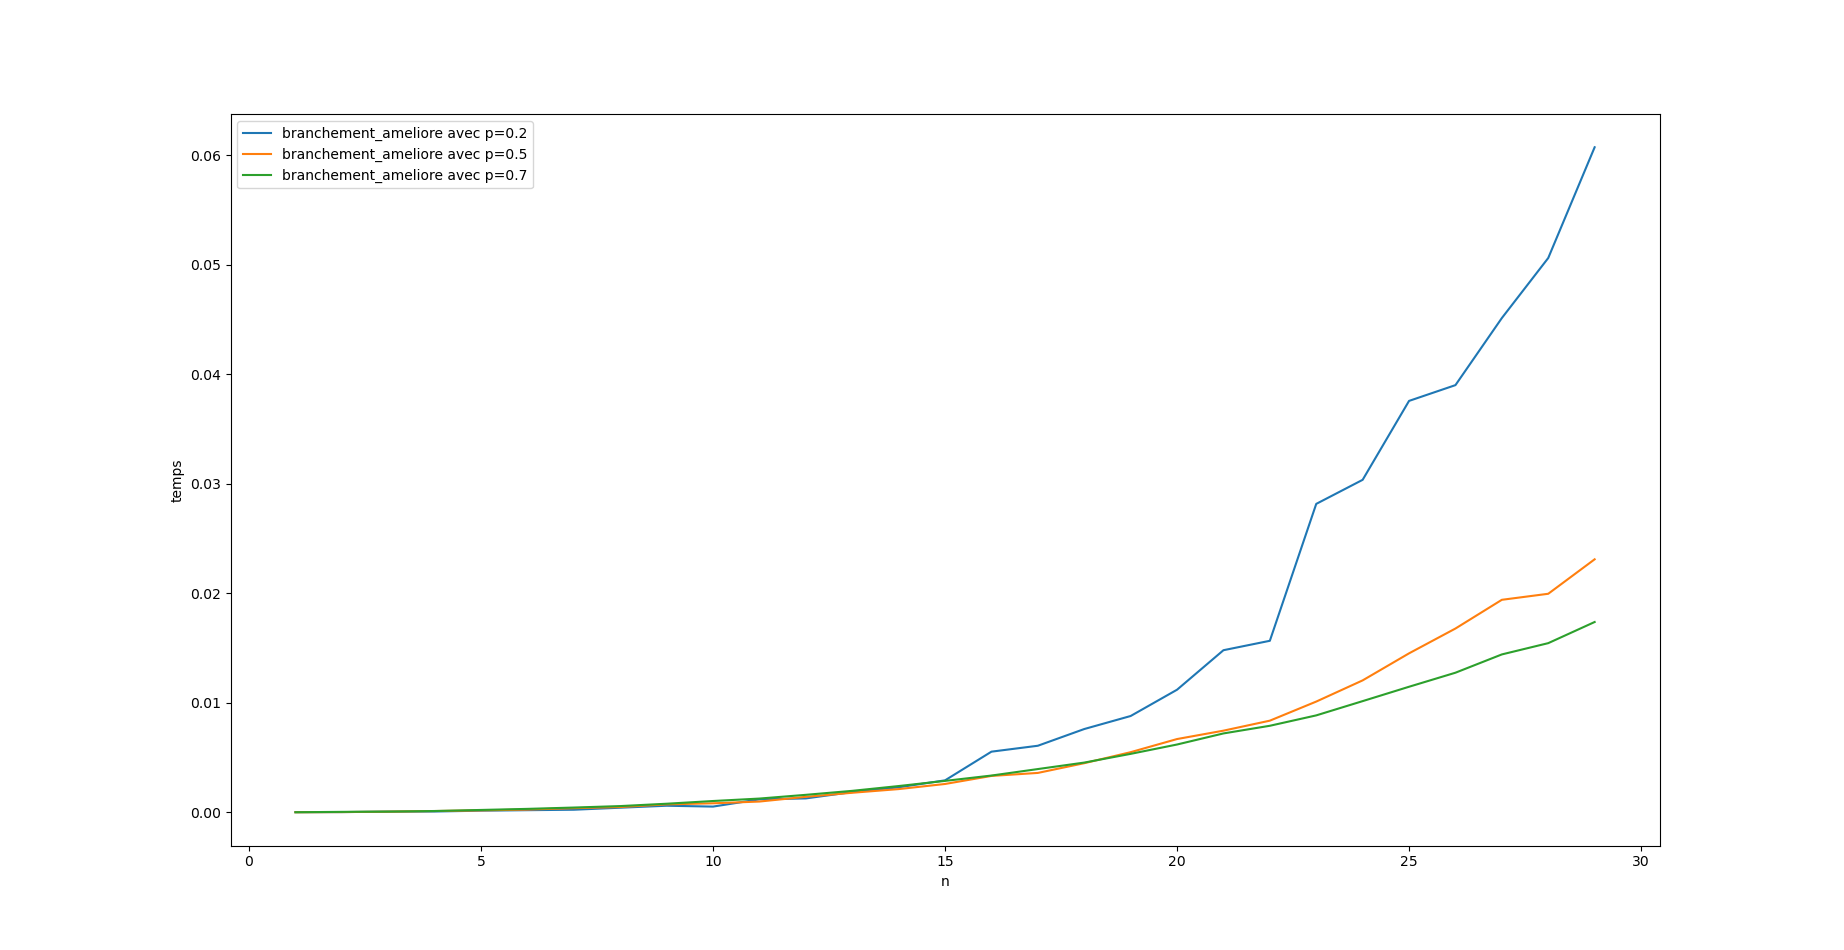 branchement_ameliore avec p=0.2
branchement_ameliore avec p=0.5
branchement_ameliore avec p=0.7
0.06
0.05
0.04
0.03
0.02
0.01
0.00
temps
0 5 10 15 20 25 30
n